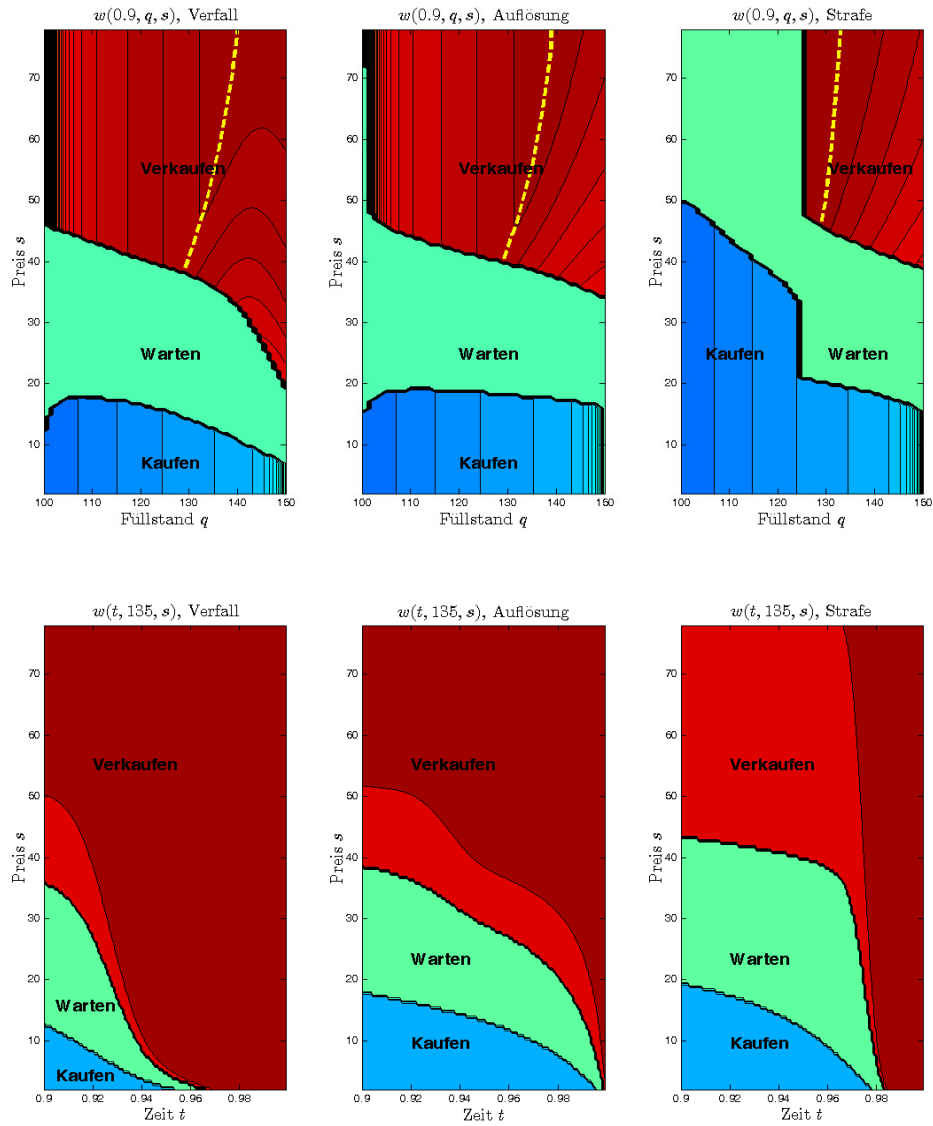 w(0.9, q, s), Verfall
w(0.9, q, s), Auflösung
w(0.9, q, s), Strafe
Preis s
70
60
50
40
30
20
10
Verkaufen
Warten
Kaufen
100 110 120 130 140 150
Füllstand q
Preis s
70
60
50
40
30
20
10
Verkaufen
Warten
Kaufen
100 110 120 130 140 150
Füllstand q
Preis s
70
60
50
40
30
20
10
Verkaufen
Kaufen
Warten
100 110 120 130 140 150
Füllstand q
w(t, 135, s), Verfall
w(t, 135, s), Auflösung
w(t, 135, s), Strafe
Preis s
70
60
50
40
30
20
10
Verkaufen
Warten
Kaufen
0.9 0.92 0.94 0.96 0.98
Zeit t
Preis s
70
60
50
40
30
20
10
Verkaufen
Warten
Kaufen
0.9 0.92 0.94 0.96 0.98
Zeit t
Preis s
70
60
50
40
30
20
10
Verkaufen
Warten
Kaufen
0.9 0.92 0.94 0.96 0.98
Zeit t